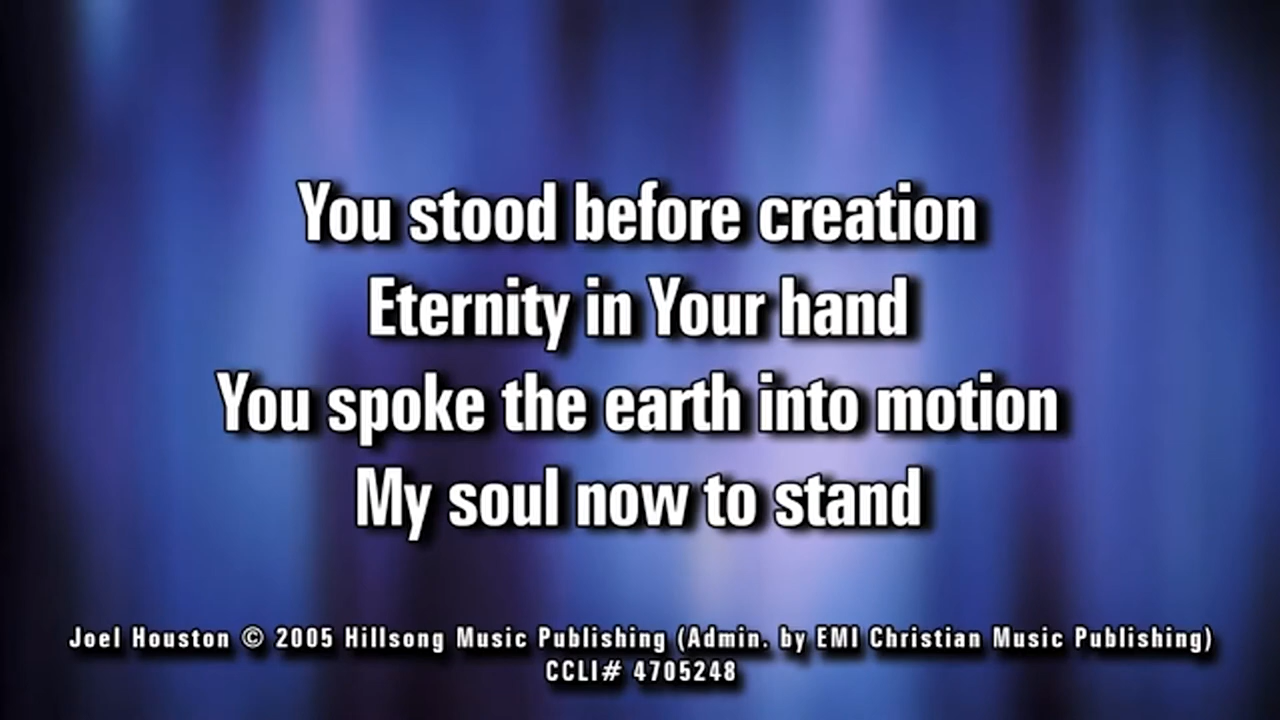 You stood before creation
Eternity in Your hand
You spoke the earth into motion
My soul now to stand
Joel Houston © 2005 Hillsong Music Publishing (Admin. by EMI Christian Music Publishing)
CCLI# 4705248